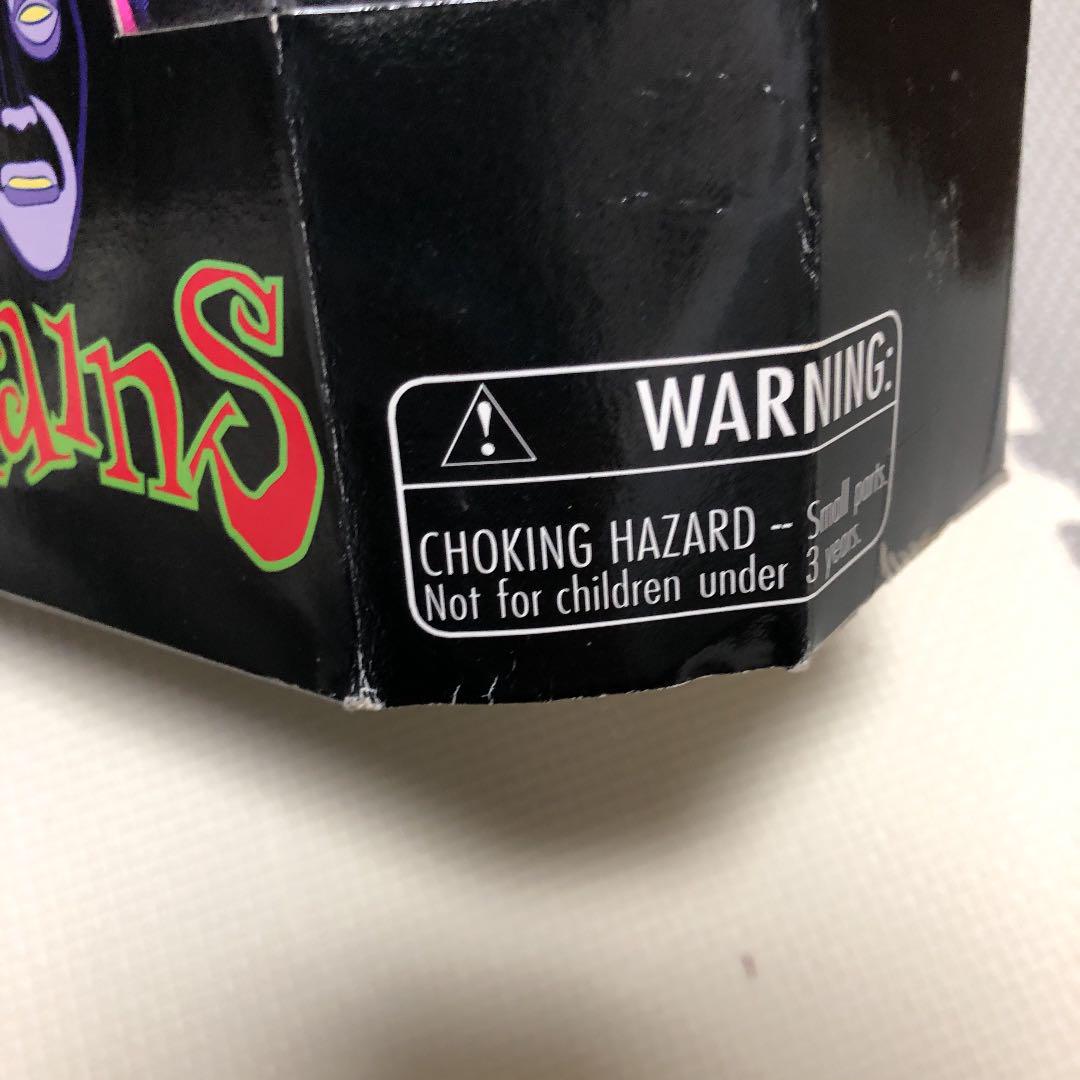 ains
WARNING:
CHOKING HAZARD -- Small parts.
Not for children under 3 years.